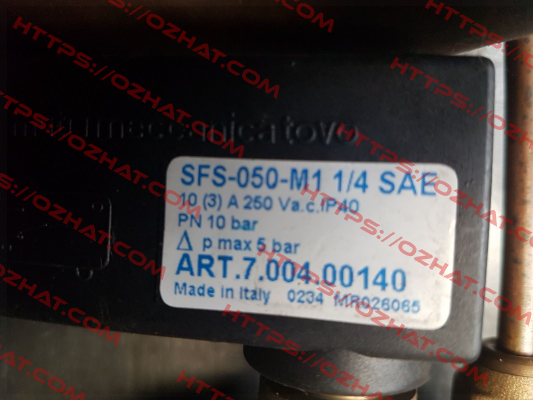 SFS-050-M1 1/4 SAE
10 (3) A 250 Va.c.IP40
PN 10 bar
Δ p max 5 bar
ART.7.004.00140
Made in Italy 0234 MR026065
HTTPS://OZHAT.COM